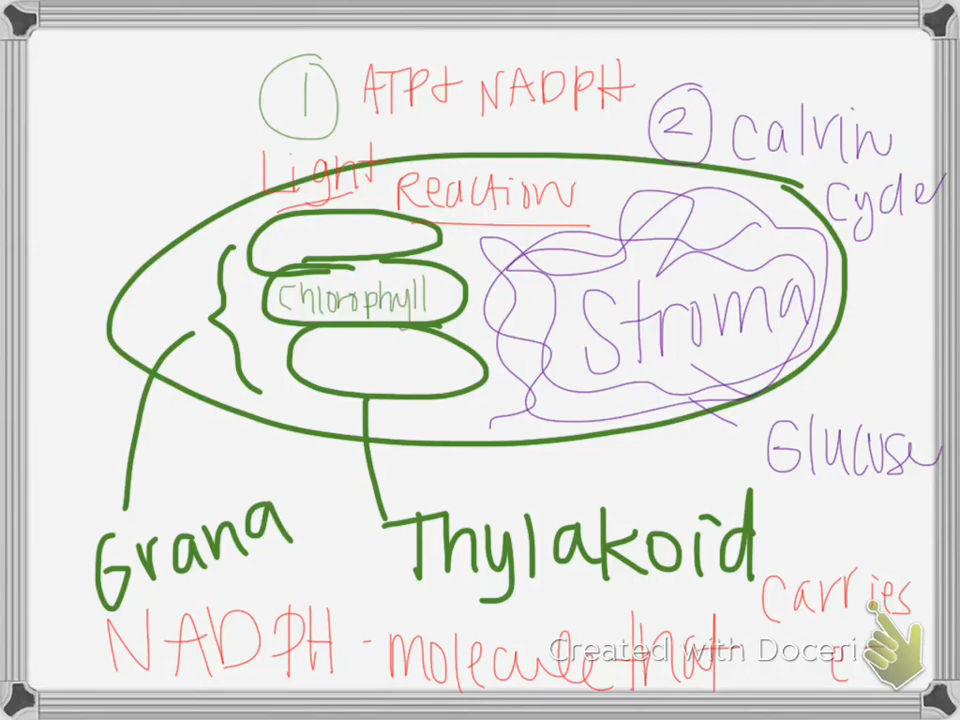 1 ATP+ NADPH
2 Calvin
Cycle
Light Reaction
Chlorophyll
Stroma
Glucose
Grana
Thylakoid
NADPH - molecule that carries
Created with Doceri